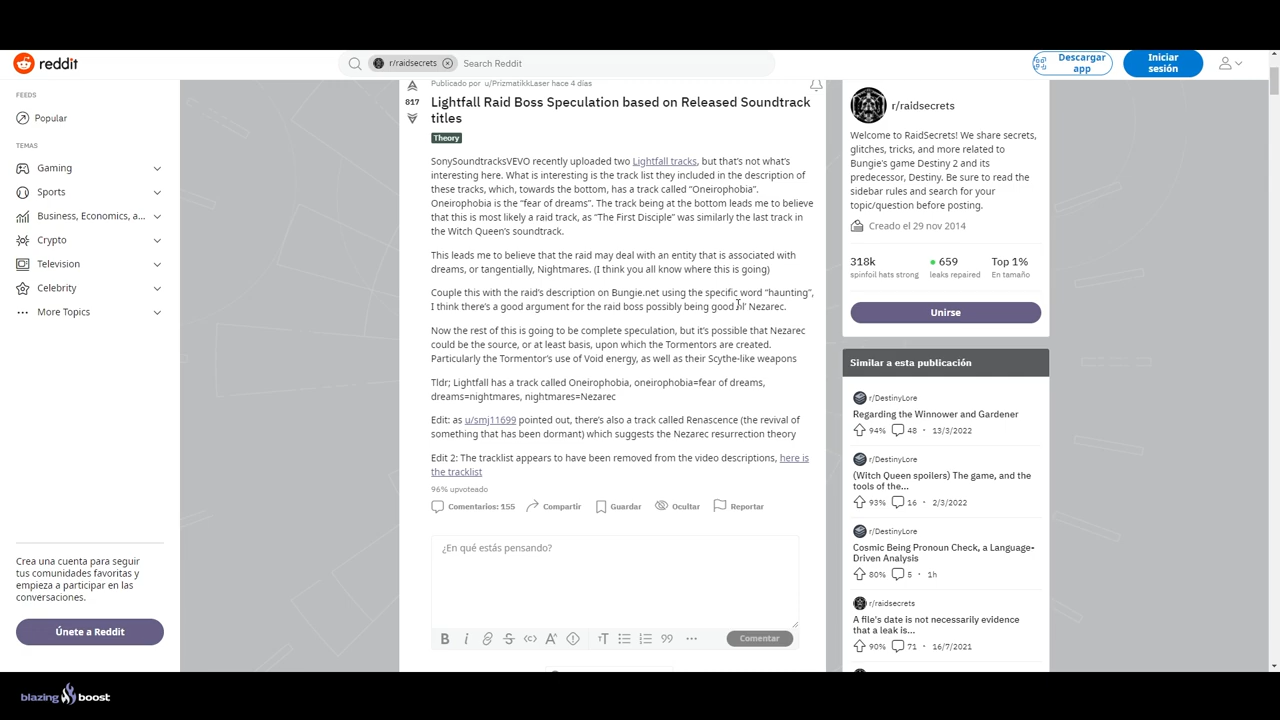 reddit
r/raidsecrets
Search Reddit
Descargar app
Iniciar sesión
FEEDS
Popular
TEMAS
Gaming
Sports
Business, Economics, a...
Crypto
Television
Celebrity
More Topics
Crea una cuenta para seguir
tus comunidades favoritas y
empieza a participar en las
conversaciones.
Únete a Reddit
Publicado por u/PrizmatikkLaser hace 4 días
817
Lightfall Raid Boss Speculation based on Released Soundtrack
titles
Theory
SonySoundtracksVEVO recently uploaded two Lightfall tracks, but that's not what's
interesting here. What is interesting is the track list they included in the description of
these tracks, which, towards the bottom, has a track called “Oneirophobia”.
Oneirophobia is the “fear of dreams”. The track being at the bottom leads me to believe
that this is most likely a raid track, as “The First Disciple” was similarly the last track in
the Witch Queen's soundtrack.
This leads me to believe that the raid may deal with an entity that is associated with
dreams, or tangentially, Nightmares. (I think you all know where this is going)
Couple this with the raid's description on Bungie.net using the specific word “haunting”,
I think there's a good argument for the raid boss possibly being good ol' Nezarec.
Now the rest of this is going to be complete speculation, but it's possible that Nezarec
could be the source, or at least basis, upon which the Tormentors are created.
Particularly the Tormentor's use of Void energy, as well as their Scythe-like weapons
Tldr; Lightfall has a track called Oneirophobia, oneirophobia=fear of dreams,
dreams=nightmares, nightmares=Nezarec
Edit: as u/smj11699 pointed out, there's also a track called Renascence (the revival of
something that has been dormant) which suggests the Nezarec resurrection theory
Edit 2: The tracklist appears to have been removed from the video descriptions, here is
the tracklist
96% upvoteado
Comentarios: 155
Compartir
Guardar
Ocultar
Reportar
¿En qué estás pensando?
Comentar
r/raidsecrets
Welcome to RaidSecrets! We share secrets,
glitches, tricks, and more related to
Bungie's game Destiny 2 and its
predecessor, Destiny. Be sure to read the
sidebar rules and search for your
topic/question before posting.
Creado el 29 nov 2014
318k 659 Top 1%
spinfoil hats strong leaks repaired En tamaño
Unirse
Similar a esta publicación
r/DestinyLore
Regarding the Winnower and Gardener
94% 48 • 13/3/2022
r/DestinyLore
(Witch Queen spoilers) The game, and the
tools of the...
93% 16 • 2/3/2022
r/DestinyLore
Cosmic Being Pronoun Check, a Language-
Driven Analysis
80% 5 • 1h
r/raidsecrets
A file's date is not necessarily evidence
that a leak is...
90% 71 • 16/7/2021
blazing boost